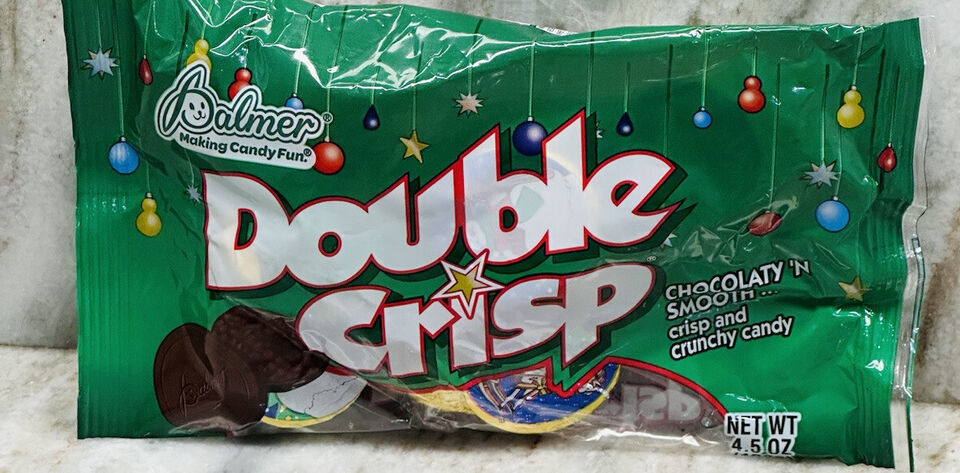 Palmer®
Making Candy Fun.®
Double
Crisp®
CHOCOLATY 'N
SMOOTH ...
crisp and
crunchy candy
NET WT
4.5 OZ